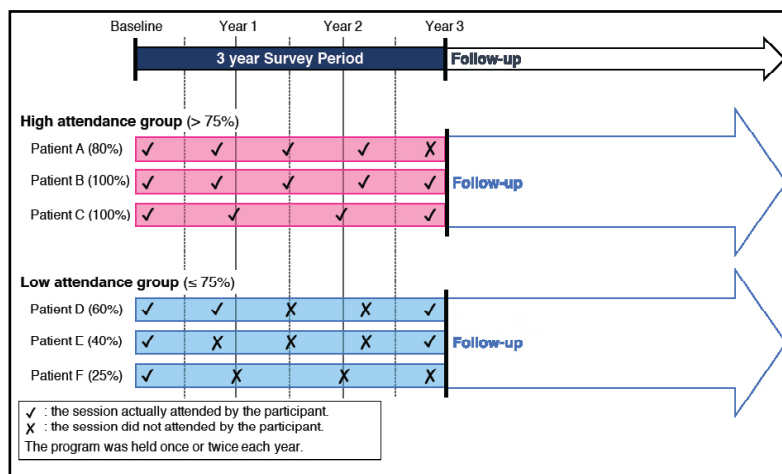 Baseline Year 1 Year 2 Year 3
3 year Survey Period Follow-up
High attendance group (> 75%)
Patient A (80%) ✓ ✓ ✓ ✓ ✗
Patient B (100%) ✓ ✓ ✓ ✓ ✓
Follow-up
Patient C (100%) ✓ ✓ ✓ ✓
Low attendance group (≤ 75%)
Patient D (60%) ✓ ✓ ✗ ✗ ✓
Patient E (40%) ✓ ✗ ✗ ✗ ✓
Follow-up
Patient F (25%) ✓ ✗ ✗ ✗
✓ : the session actually attended by the participant.
✗ : the session did not attended by the participant.
The program was held once or twice each year.